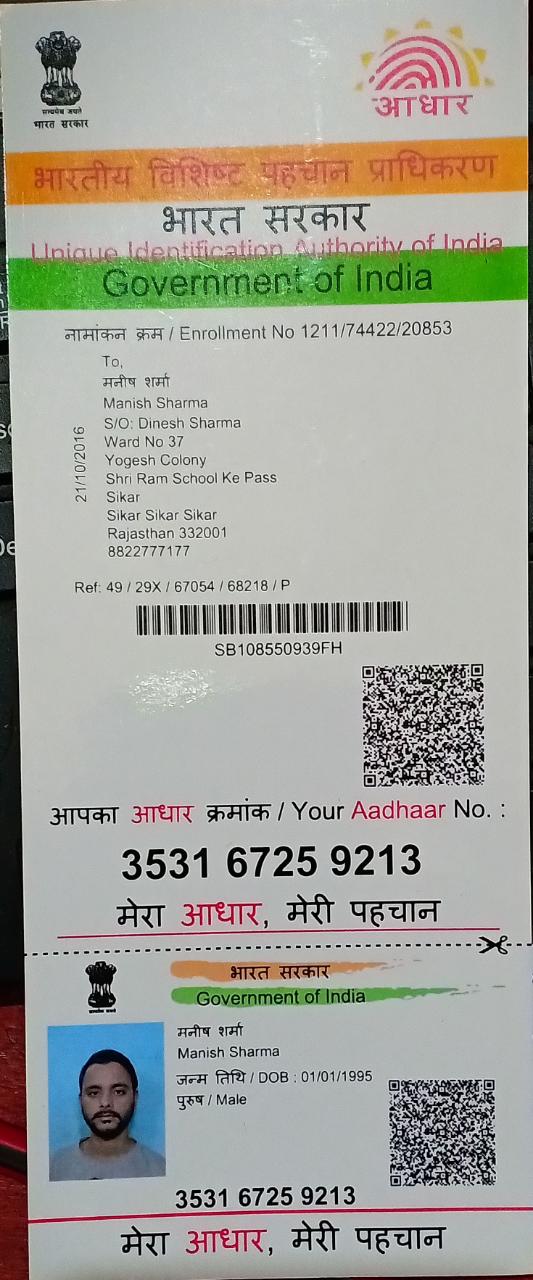 सत्यमेव जयते
भारत सरकार
आधार
भारतीय विशिष्ट पहचान प्राधिकरण
भारत सरकार
Unique Identification Authority of India
Government of India
नामांकन क्रम / Enrollment No 1211/74422/20853
To,
मनीष शर्मा
Manish Sharma
S/O: Dinesh Sharma
Ward No 37
Yogesh Colony
Shri Ram School Ke Pass
Sikar
Sikar Sikar Sikar
Rajasthan 332001
8822777177
21/10/2016
Ref: 49 / 29X / 67054 / 68218 / P
SB108550939FH
आपका आधार क्रमांक / Your Aadhaar No. :
3531 6725 9213
मेरा आधार, मेरी पहचान
भारत सरकार
Government of India
मनीष शर्मा
Manish Sharma
जन्म तिथि / DOB : 01/01/1995
पुरुष / Male
3531 6725 9213
मेरा आधार, मेरी पहचान